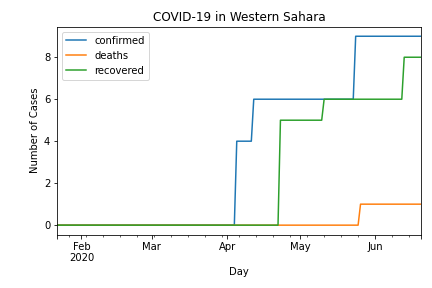 COVID-19 in Western Sahara
confirmed
deaths
recovered
Number of Cases
8
6
4
2
0
Feb
2020
Mar
Apr
May
Jun
Day